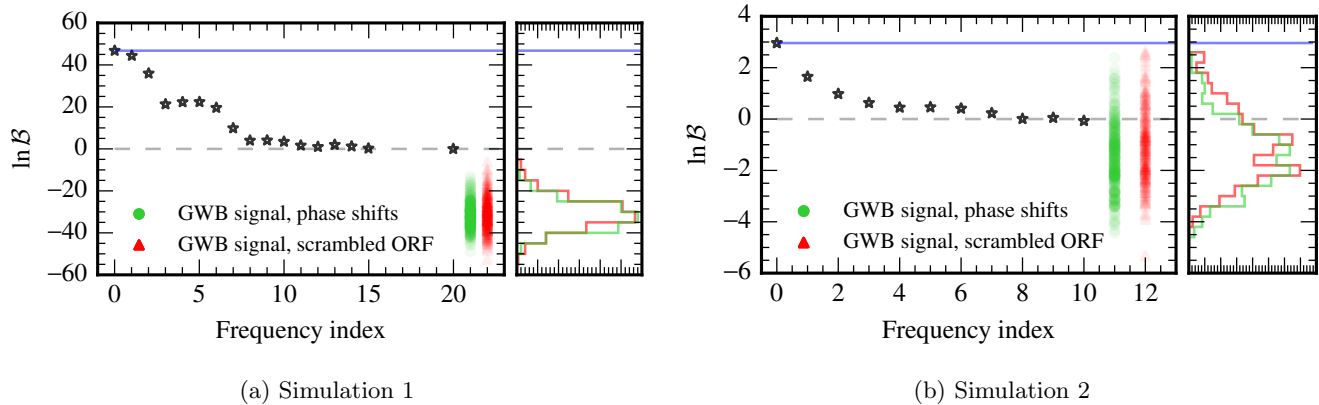 60
40
20
0
−20
−40
−60
ln B
GWB signal, phase shifts
GWB signal, scrambled ORF
0 5 10 15 20
Frequency index
(a) Simulation 1
4
2
0
−2
−4
−6
ln B
GWB signal, phase shifts
GWB signal, scrambled ORF
0 2 4 6 8 10 12
Frequency index
(b) Simulation 2